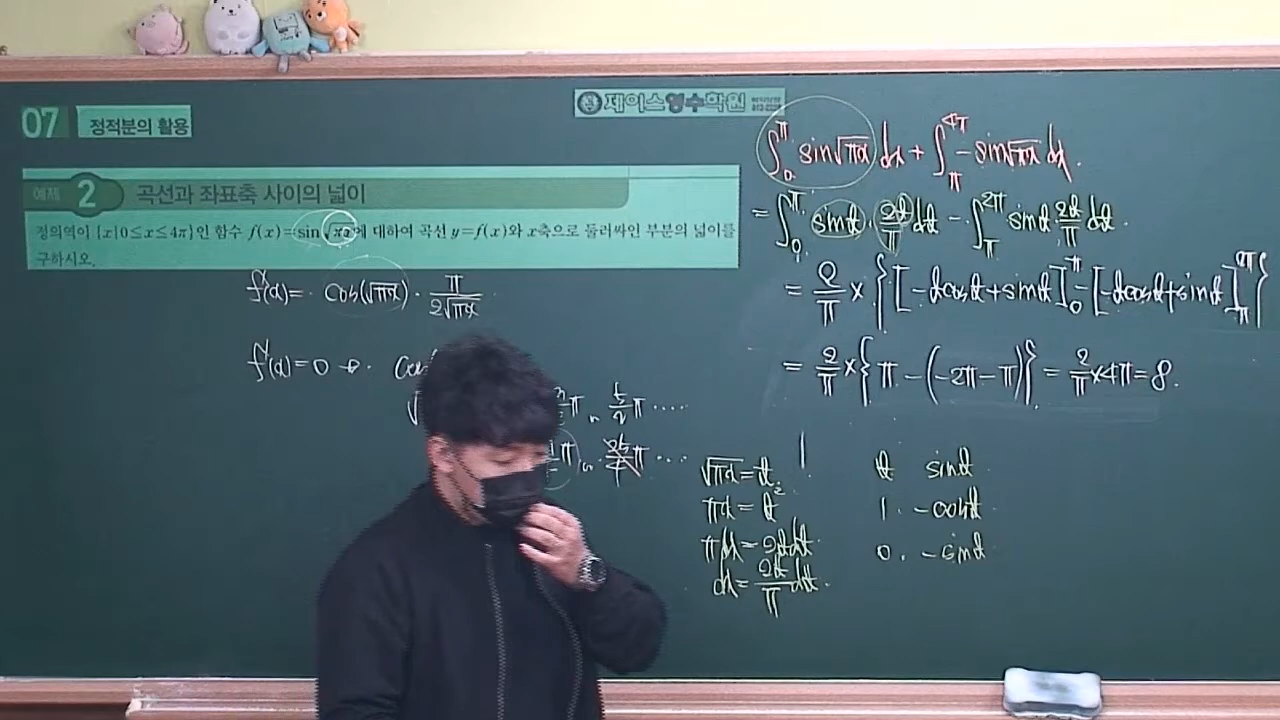 07 정적분의 활용
제이스영수학원
예제 2 곡선과 좌표축 사이의 넓이
정의역이 {x|0≤x≤4π}인 함수 f(x)=sin√πx에 대하여 곡선 y=f(x)와 x축으로 둘러싸인 부분의 넓이를
구하시오.
f'(x)= cos(√πx)· π/2√πx
f'(x)=0 →
π, 5/2 π ····
∫₀^π sin√πx dx + ∫_π^4π -sin√πx dx.
= ∫₀^π sint· 2t/π dt - ∫_π^2π sint 2t/π dt.
= 2/π × { [-tcost+sint]₀^π - [-tcost+sint]_π^2π }
= 2/π × { π - (-2π-π) } = 2/π ×4π = 8.
√πx = t.
πx = t²
πdx = 2tdt
dx = 2t/π dt.
t sint
1. -cost
0. -sint